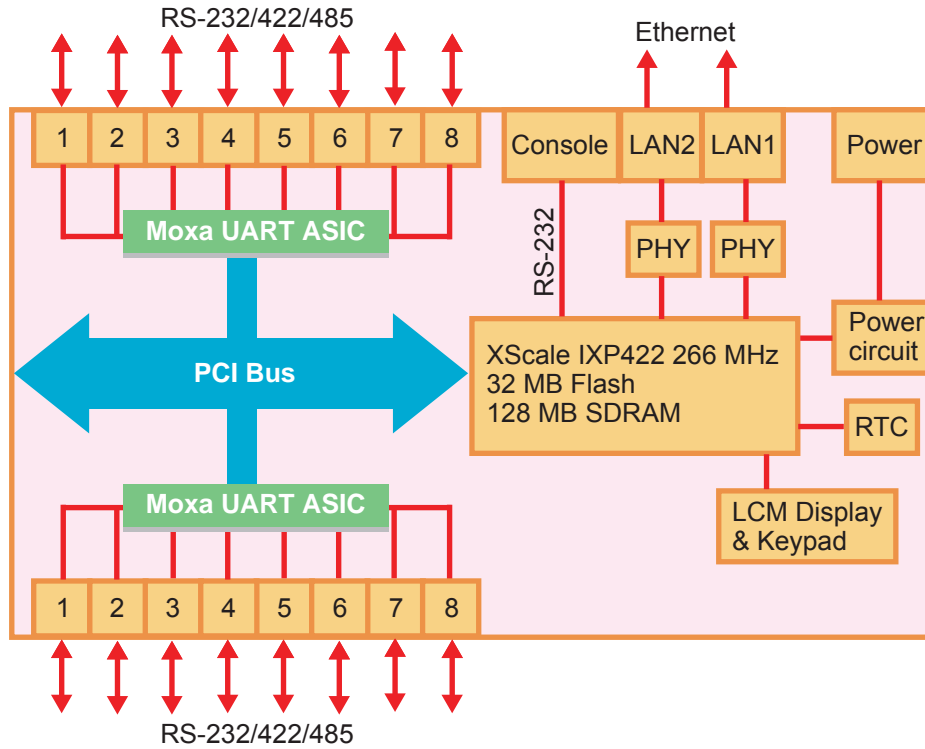 RS-232/422/485
Ethernet
1 2 3 4 5 6 7 8
Console LAN2 LAN1 Power
Moxa UART ASIC
RS-232
PHY PHY
PCI Bus
XScale IXP422 266 MHz
32 MB Flash
128 MB SDRAM
Power
circuit
RTC
Moxa UART ASIC
LCM Display
& Keypad
1 2 3 4 5 6 7 8
RS-232/422/485